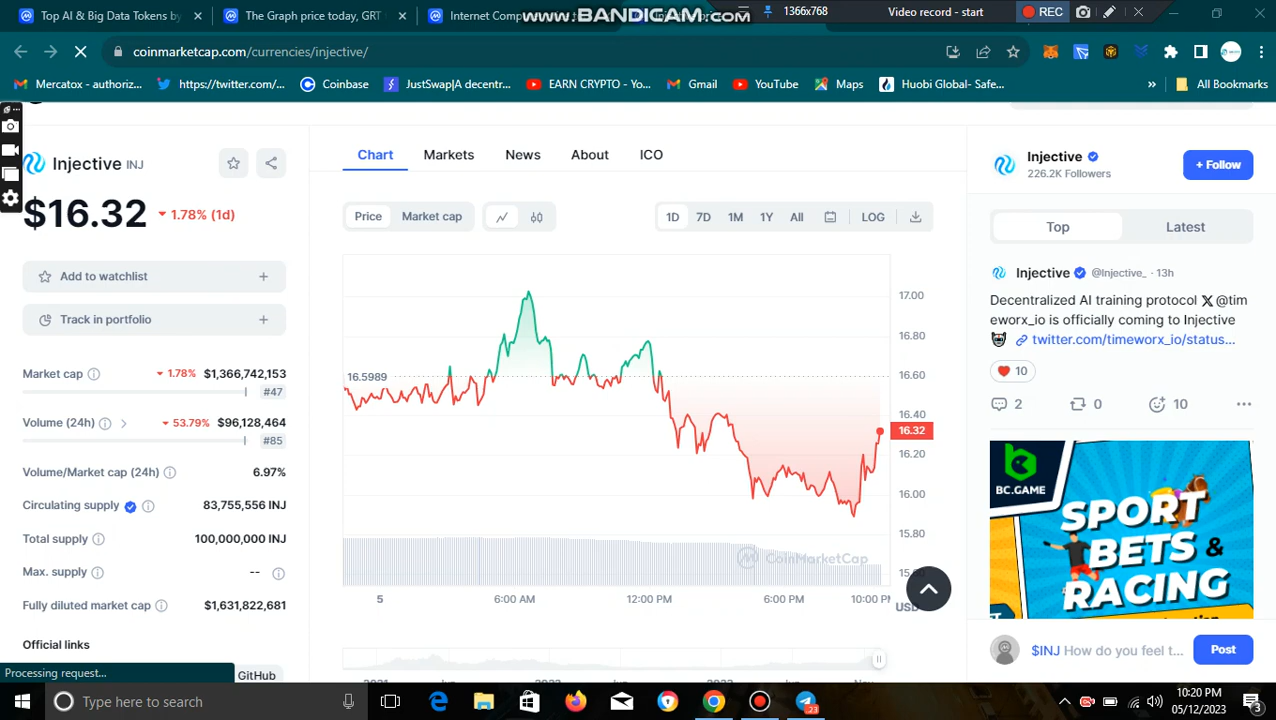 Top AI & Big Data Tokens by
The Graph price today, GRT
Internet Comp
www.BANDICAM.com
1366x768
Video record - start
REC
coinmarketcap.com/currencies/injective/
Mercatox - authoriz...
https://twitter.com/...
Coinbase
JustSwap|A decentr...
EARN CRYPTO - Yo...
Gmail
YouTube
Maps
Huobi Global- Safe...
»
All Bookmarks
Injective INJ
$16.32
1.78% (1d)
Add to watchlist +
Track in portfolio +
Market cap 1.78% $1,366,742,153
#47
Volume (24h) 53.79% $96,128,464
#85
Volume/Market cap (24h) 6.97%
Circulating supply 83,755,556 INJ
Total supply 100,000,000 INJ
Max. supply --
Fully diluted market cap $1,631,822,681
Official links
GitHub
Processing request...
Chart Markets News About ICO
Price Market cap
1D 7D 1M 1Y All LOG
17.00
16.80
16.5989
16.60
16.40
16.32
16.20
16.00
15.80
CoinMarketCap
5 6:00 AM 12:00 PM 6:00 PM 10:00 PM
USD
Injective
226.2K Followers
+ Follow
Top Latest
Injective @Injective_ · 13h
Decentralized AI training protocol X @tim
eworx_io is officially coming to Injective
twitter.com/timeworx_io/status...
10
2 0 10
BC.GAME
SPORT
BETS &
RACING
$INJ How do you feel t...
Post
Type here to search
23
10:20 PM
05/12/2023
3